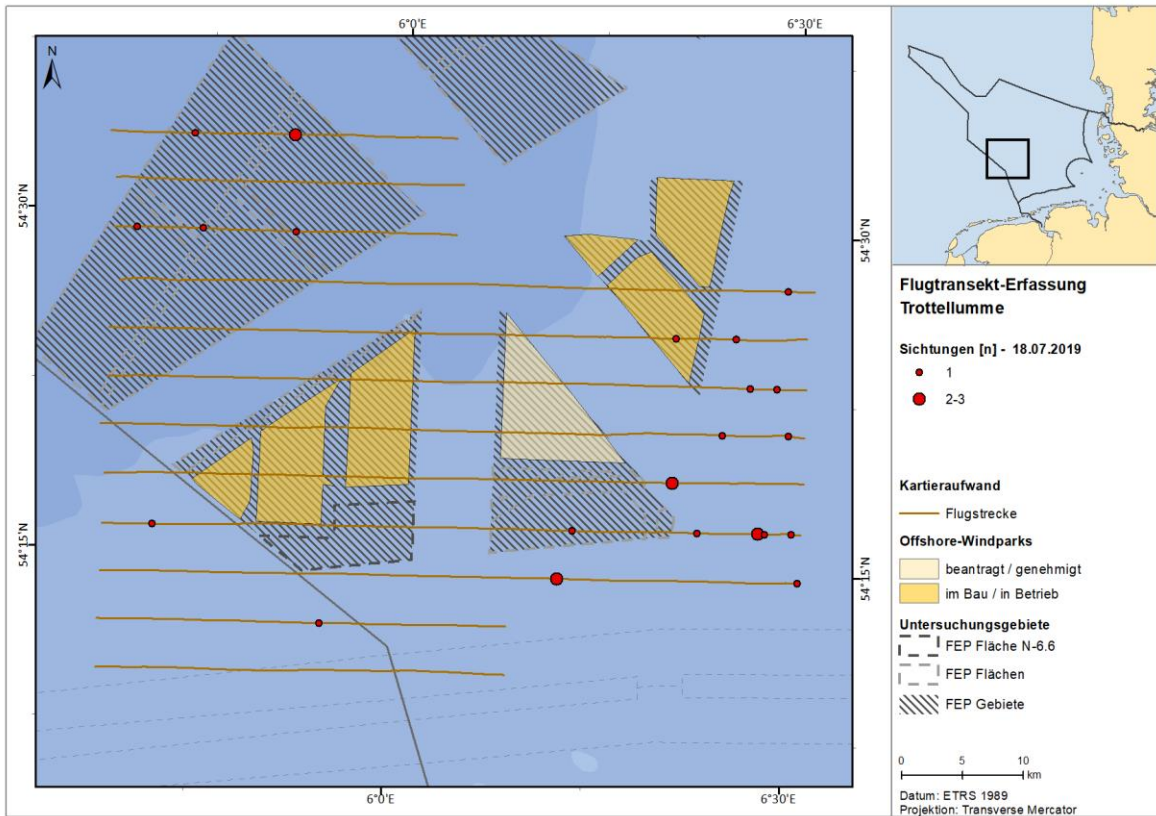 6°0'E
6°30'E
N
54°30'N
54°30'N
54°15'N
54°15'N
6°0'E
6°30'E
Flugtransekt-Erfassung
Trottellumme
Sichtungen [n] - 18.07.2019
1
2-3
Kartieraufwand
Flugstrecke
Offshore-Windparks
beantragt / genehmigt
im Bau / in Betrieb
Untersuchungsgebiete
FEP Fläche N-6.6
FEP Flächen
FEP Gebiete
0 5 10
km
Datum: ETRS 1989
Projektion: Transverse Mercator